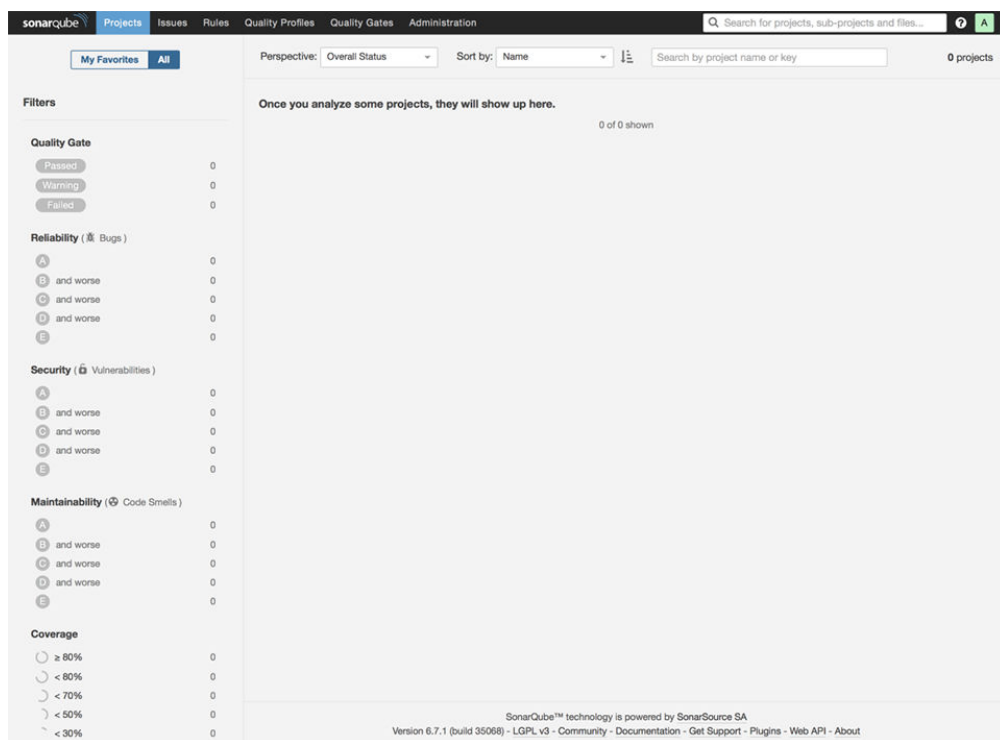 sonarqube Projects Issues Rules Quality Profiles Quality Gates Administration Search for projects, sub-projects and files... ? A
My Favorites All Perspective: Overall Status Sort by: Name Search by project name or key 0 projects
Filters
Once you analyze some projects, they will show up here.
0 of 0 shown
Quality Gate
Passed 0
Warning 0
Failed 0
Reliability ( Bugs )
A 0
B and worse 0
C and worse 0
D and worse 0
E 0
Security ( Vulnerabilities )
A 0
B and worse 0
C and worse 0
D and worse 0
E 0
Maintainability ( Code Smells )
A 0
B and worse 0
C and worse 0
D and worse 0
E 0
Coverage
≥ 80% 0
< 80% 0
< 70% 0
< 50% 0
< 30% 0
SonarQube™ technology is powered by SonarSource SA
Version 6.7.1 (build 35068) - LGPL v3 - Community - Documentation - Get Support - Plugins - Web API - About